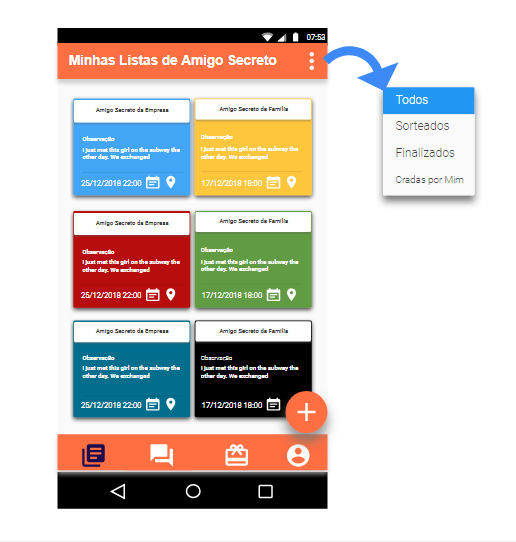 07:53
Minhas Listas de Amigo Secreto
Todos
Sorteados
Finalizados
Cradas por Mim
Amigo Secreto da Empresa
Observação
I just met this girl on the subway the
other day. We exchanged
25/12/2018 22:00
Amigo Secreto da Família
Observação
I just met this girl on the subway the
other day. We exchanged
17/12/2018 18:00
Amigo Secreto da Empresa
Observação
I just met this girl on the subway the
other day. We exchanged
25/12/2018 22:00
Amigo Secreto da Família
Observação
I just met this girl on the subway the
other day. We exchanged
17/12/2018 18:00
Amigo Secreto da Empresa
Observação
I just met this girl on the subway the
other day. We exchanged
25/12/2018 22:00
Amigo Secreto da Família
Observação
I just met this girl on the subway the
other day. We exchanged
17/12/2018 18:00